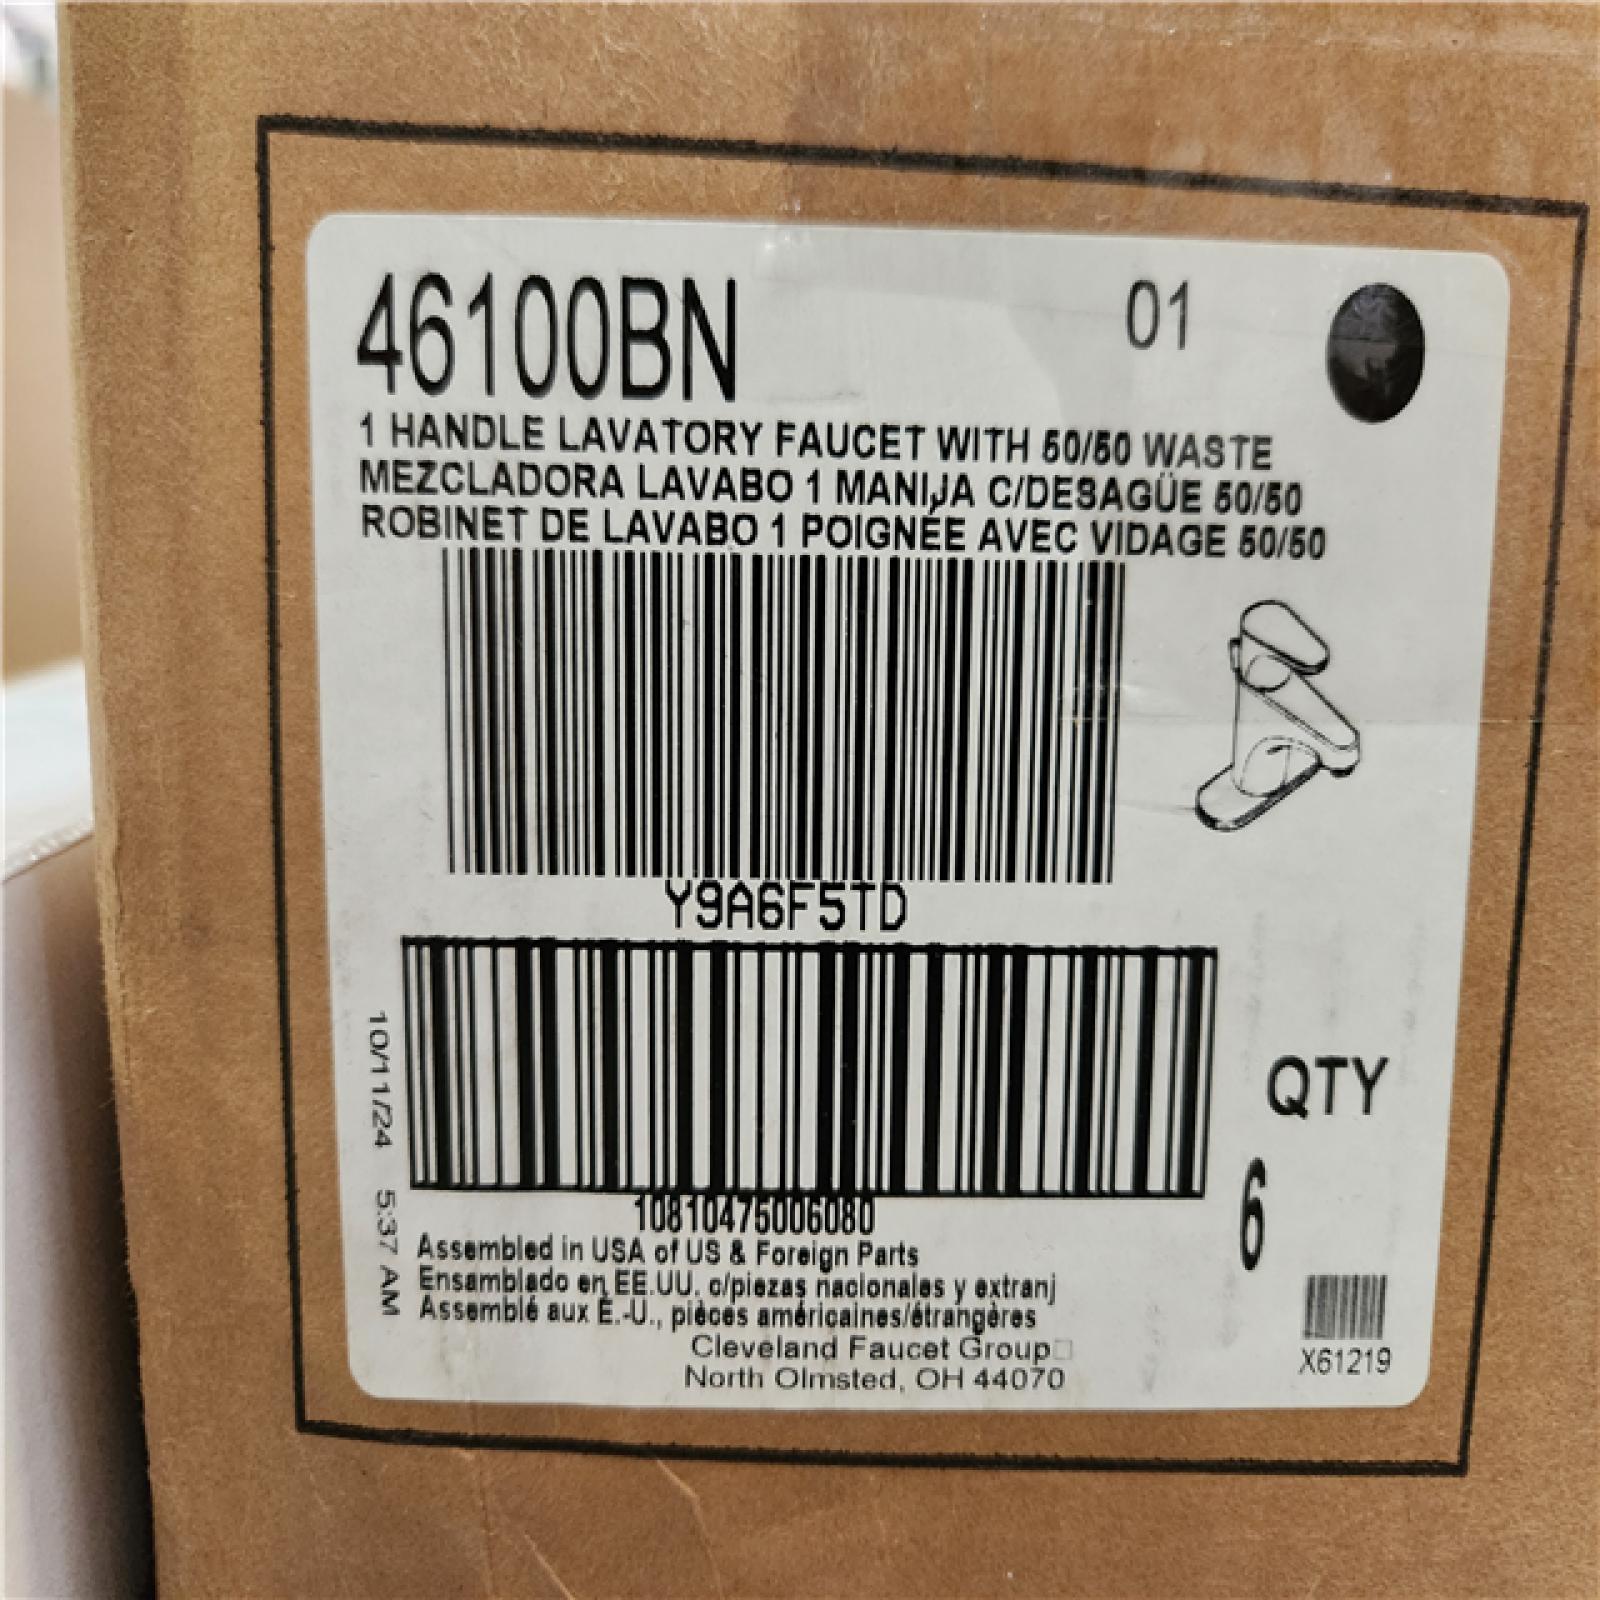 46100BN
01
1 HANDLE LAVATORY FAUCET WITH 50/50 WASTE
MEZCLADORA LAVABO 1 MANIJA C/DESAGÜE 50/50
ROBINET DE LAVABO 1 POIGNÉE AVEC VIDAGE 50/50
Y9A6F5TD
10/11/24 5:37 AM
QTY
6
10810475006080
Assembled in USA of US & Foreign Parts
Ensamblado en EE.UU. c/piezas nacionales y extranj
Assemblé aux É.-U., pièces américaines/étrangères
Cleveland Faucet Group
North Olmsted, OH 44070
X61219